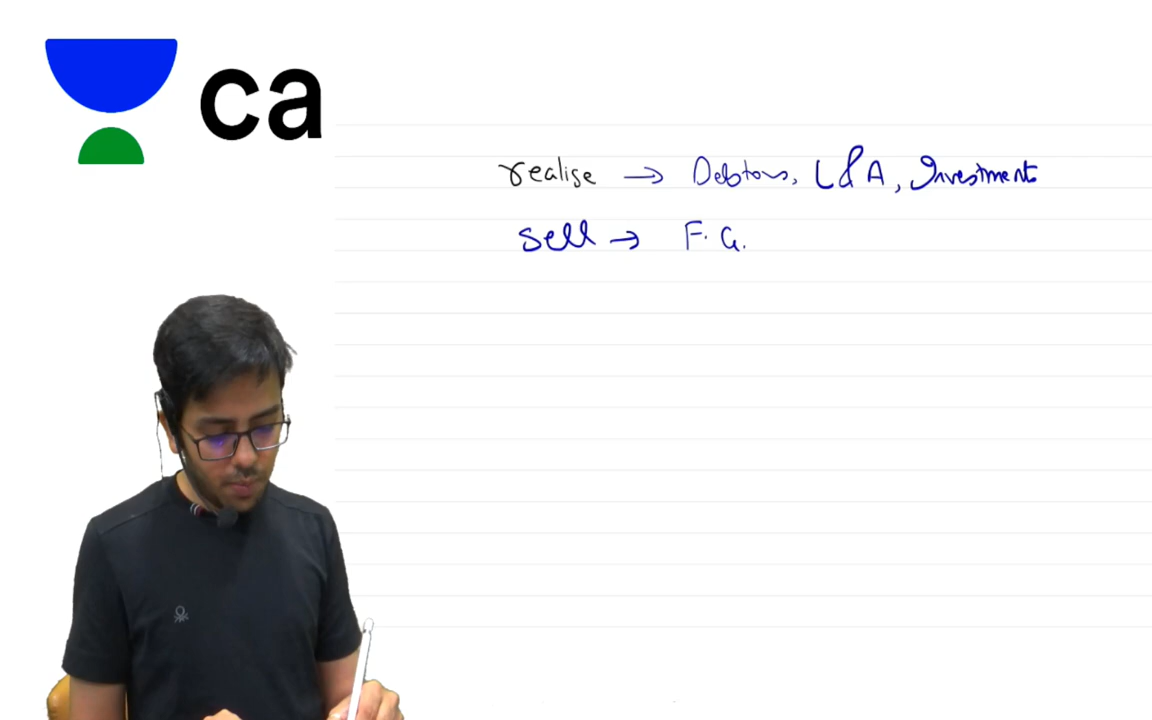 ca
realise → Debtors, L&A, Investments
sell → F.G.